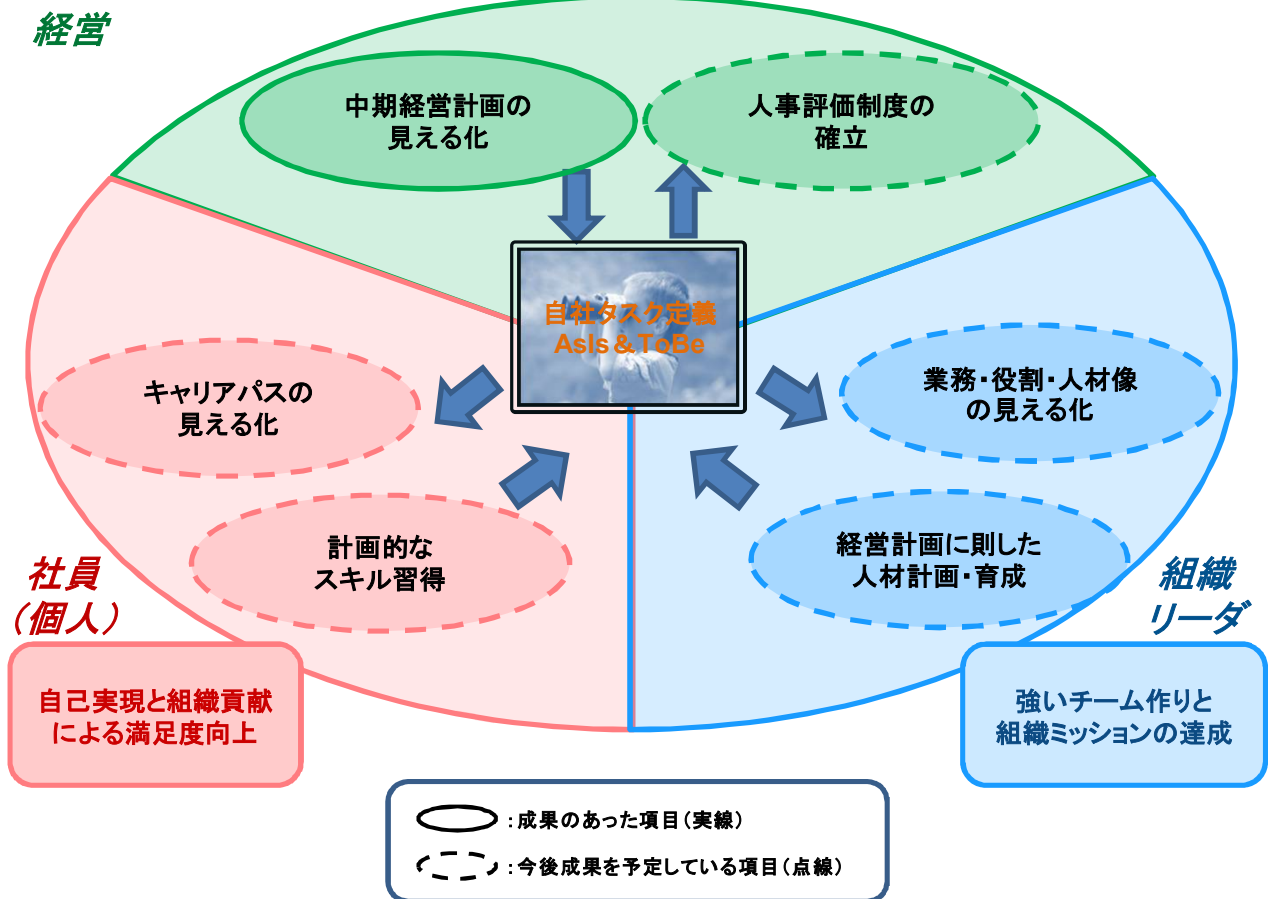 経営
中期経営計画の
見える化
人事評価制度の
確立
自社タスク定義
AsIs&ToBe
キャリアパスの
見える化
業務・役割・人材像
の見える化
計画的な
スキル習得
経営計画に則した
人材計画・育成
社員
(個人)
組織
リーダ
自己実現と組織貢献
による満足度向上
強いチーム作りと
組織ミッションの達成
:成果のあった項目(実線)
:今後成果を予定している項目(点線)